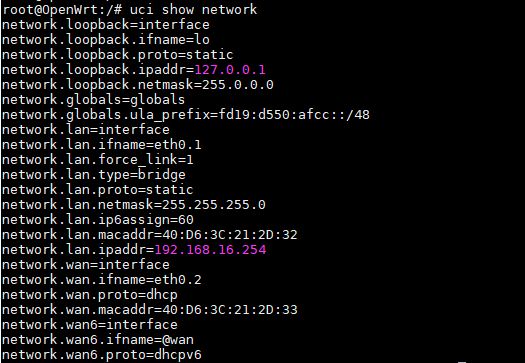 root@OpenWrt:/# uci show network
network.loopback=interface
network.loopback.ifname=lo
network.loopback.proto=static
network.loopback.ipaddr=127.0.0.1
network.loopback.netmask=255.0.0.0
network.globals=globals
network.globals.ula_prefix=fd19:d550:afcc::/48
network.lan=interface
network.lan.ifname=eth0.1
network.lan.force_link=1
network.lan.type=bridge
network.lan.proto=static
network.lan.netmask=255.255.255.0
network.lan.ip6assign=60
network.lan.macaddr=40:D6:3C:21:2D:32
network.lan.ipaddr=192.168.16.254
network.wan=interface
network.wan.ifname=eth0.2
network.wan.proto=dhcp
network.wan.macaddr=40:D6:3C:21:2D:33
network.wan6=interface
network.wan6.ifname=@wan
network.wan6.proto=dhcpv6